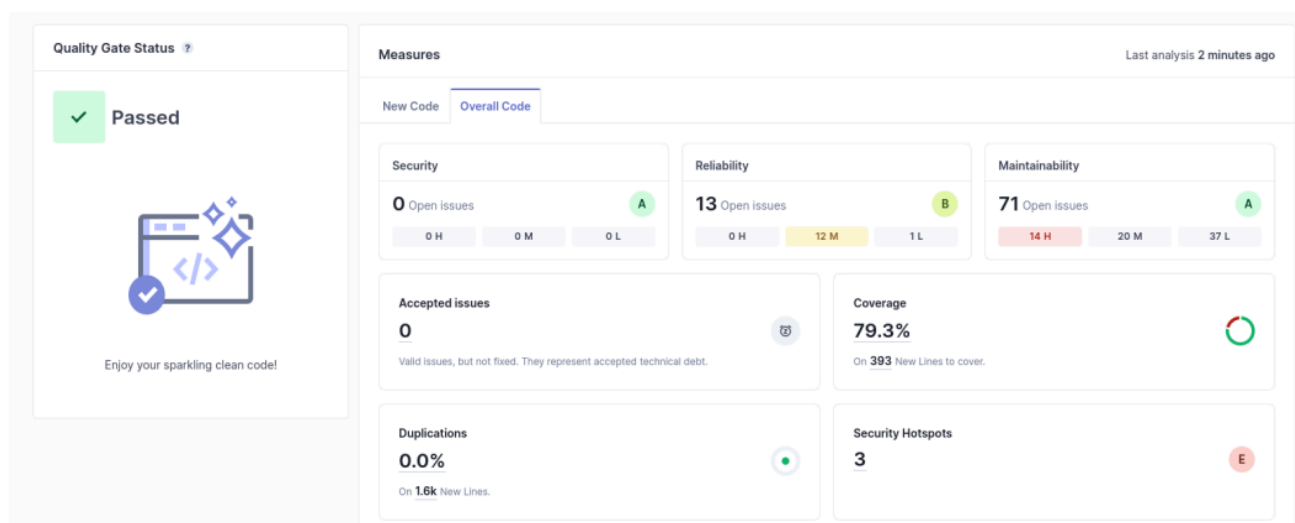 Quality Gate Status ?
Passed
Enjoy your sparkling clean code!
Measures
Last analysis 2 minutes ago
New Code
Overall Code
Security
0 Open issues
A
0 H
0 M
0 L
Reliability
13 Open issues
B
0 H
12 M
1 L
Maintainability
71 Open issues
A
14 H
20 M
37 L
Accepted issues
0
Valid issues, but not fixed. They represent accepted technical debt.
Coverage
79.3%
On 393 New Lines to cover.
Duplications
0.0%
On 1.6k New Lines.
Security Hotspots
3
E